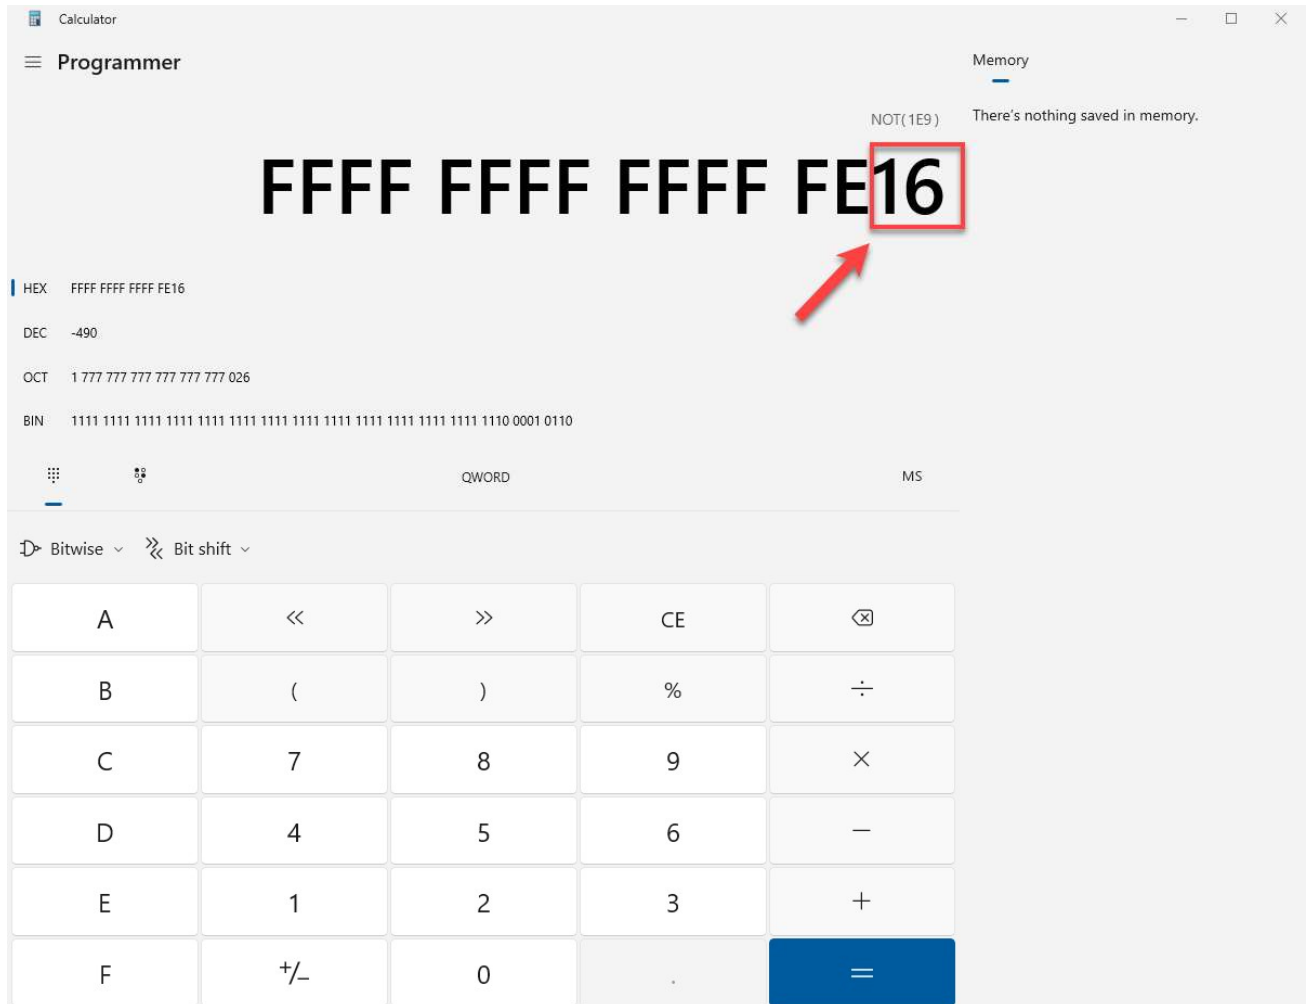 Calculator
Programmer
Memory
NOT( 1E9 )
There's nothing saved in memory.
FFFF FFFF FFFF FE16
HEX FFFF FFFF FFFF FE16
DEC -490
OCT 1 777 777 777 777 777 777 026
BIN 1111 1111 1111 1111 1111 1111 1111 1111 1111 1111 1111 1111 1111 1110 0001 0110
QWORD MS
Bitwise Bit shift
A << >> CE
B ( ) % ÷
C 7 8 9 ×
D 4 5 6 −
E 1 2 3 +
F +/− 0 . =